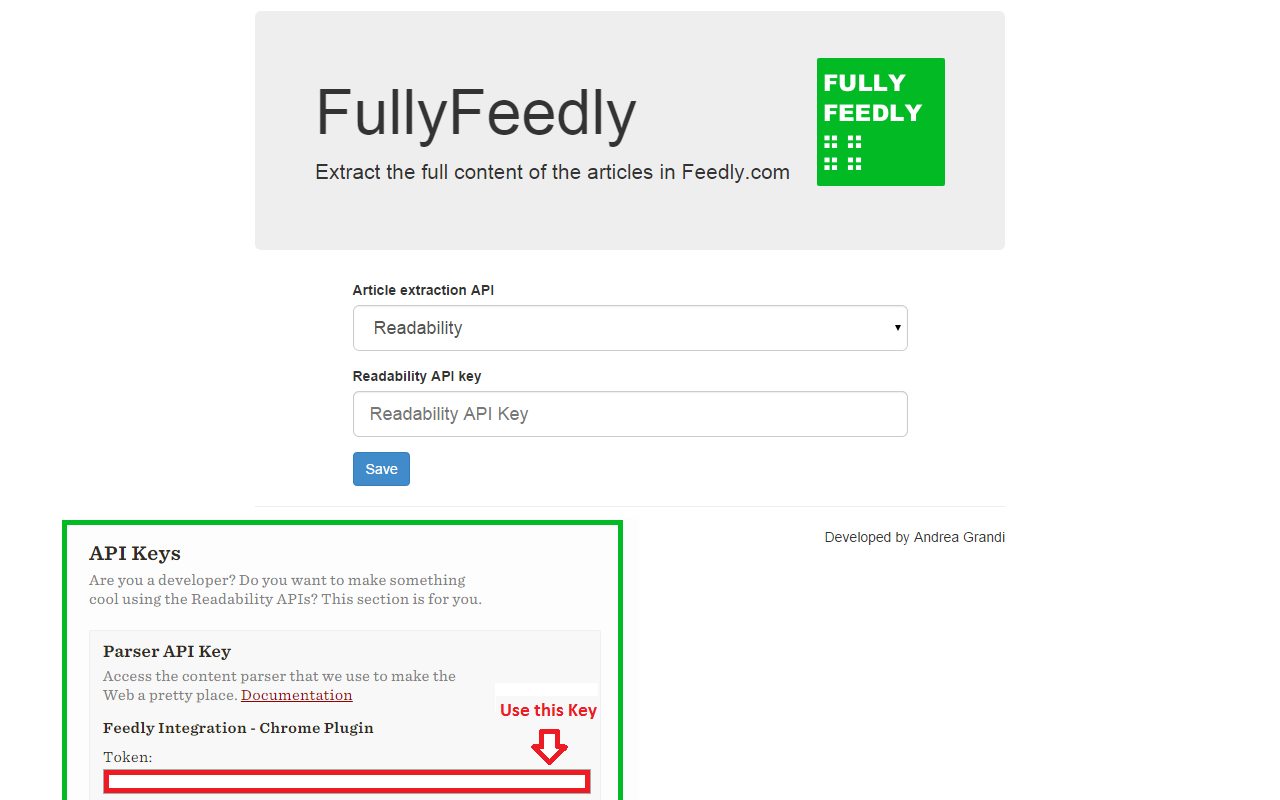 FullyFeedly
Extract the full content of the articles in Feedly.com
FULLY
FEEDLY
Article extraction API
Readability
Readability API key
Readability API Key
Save
Developed by Andrea Grandi
API Keys
Are you a developer? Do you want to make something
cool using the Readability APIs? This section is for you.
Parser API Key
Access the content parser that we use to make the
Web a pretty place. Documentation
Use this Key
Feedly Integration - Chrome Plugin
Token: